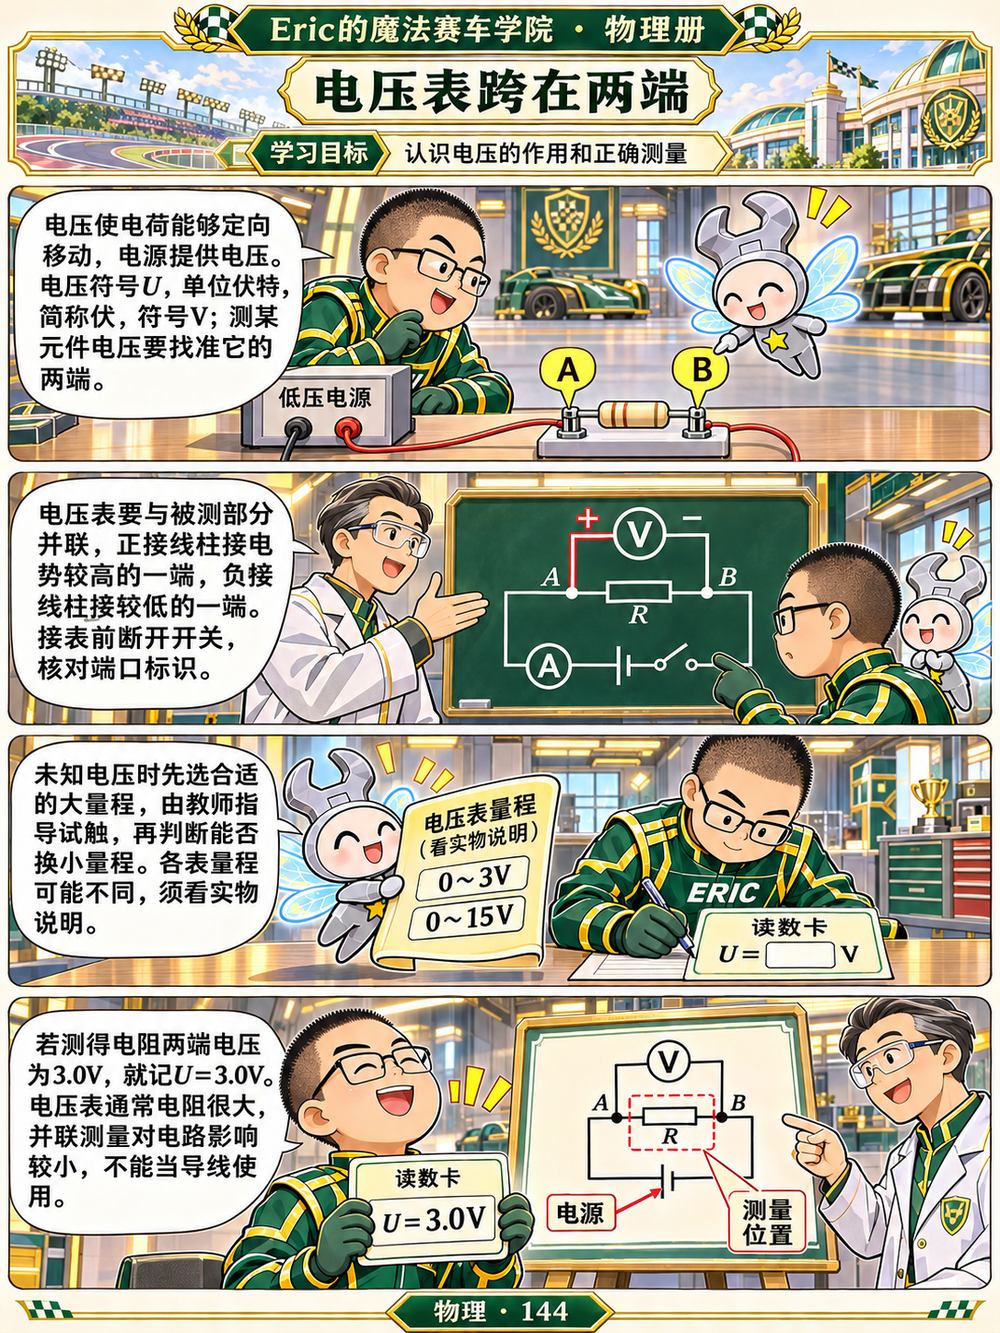 Eric的魔法赛车学院 · 物理册
电压表跨在两端
学习目标
认识电压的作用和正确测量
电压使电荷能够定向
移动，电源提供电压。
电压符号U，单位伏特，
简称伏，符号V；测某
元件电压要找准它的
两端。
低压电源
A
B
电压表要与被测部分
并联，正接线柱接电
势较高的一端，负接
线柱接较低的一端。
接表前断开开关，
核对端口标识。
+
V
−
A
B
R
A
未知电压时先选合适
的大量程，由教师指
导试触，再判断能否
换小量程。各表量程
可能不同，须看实物
说明。
电压表量程
（看实物说明）
0～3V
0～15V
ERIC
读数卡
U= V
若测得电阻两端电压
为3.0V，就记U=3.0V。
电压表通常电阻很大，
并联测量对电路影响
较小，不能当导线使
用。
读数卡
U=3.0V
V
A
B
R
电源
测量
位置
物理 · 144